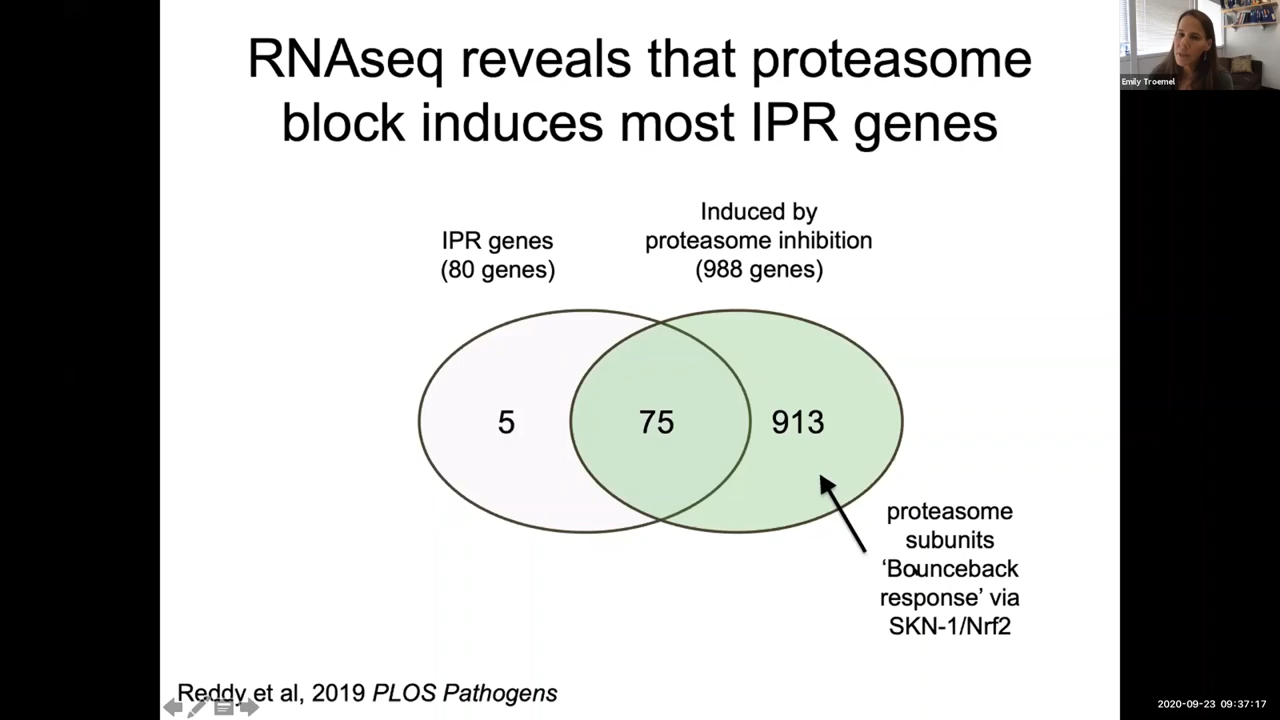 RNAseq reveals that proteasome
block induces most IPR genes
Emily Troemel
IPR genes
(80 genes)
Induced by
proteasome inhibition
(988 genes)
5
75
913
proteasome
subunits
‘Bounceback
response’ via
SKN-1/Nrf2
Reddy et al, 2019 PLOS Pathogens
2020-09-23 09:37:17